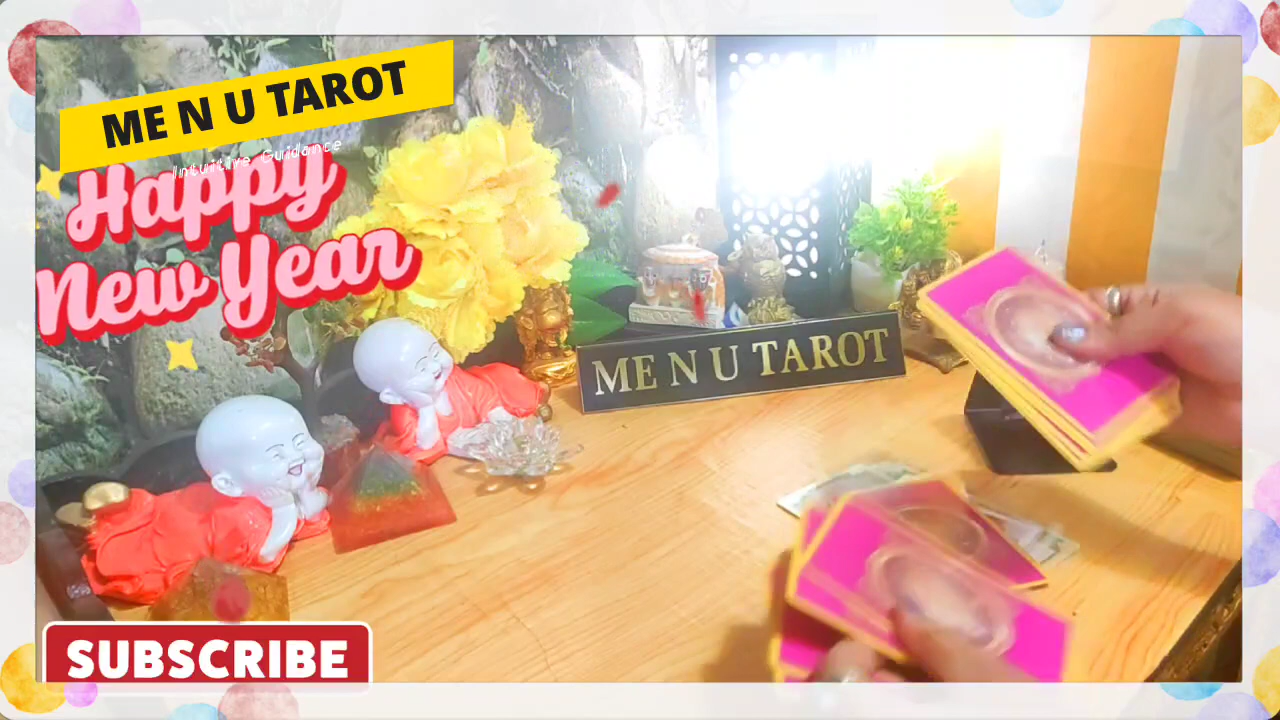 ME N U TAROT
Intuitive Guidance
Happy
New Year
ME N U TAROT
SUBSCRIBE